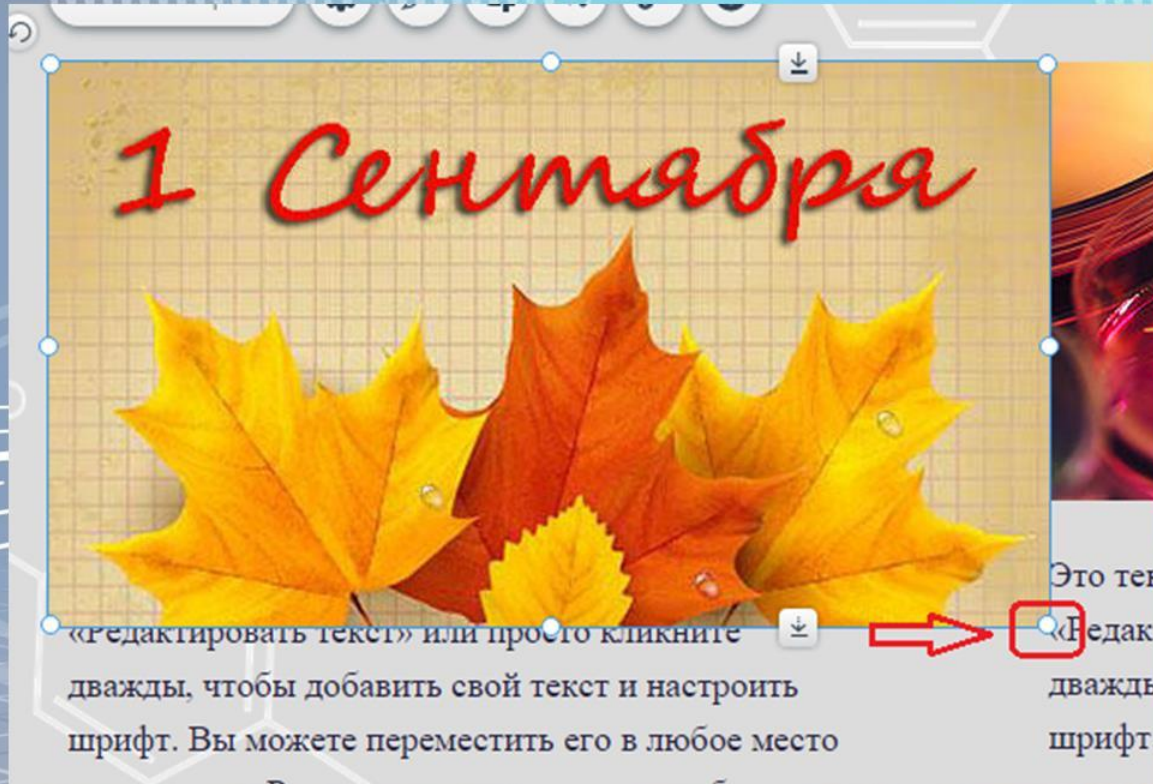 1 Сентября
«Редактировать текст» или просто кликните
дважды, чтобы добавить свой текст и настроить
шрифт. Вы можете переместить его в любое место
Это тек
«Редак
дважды
шрифт.